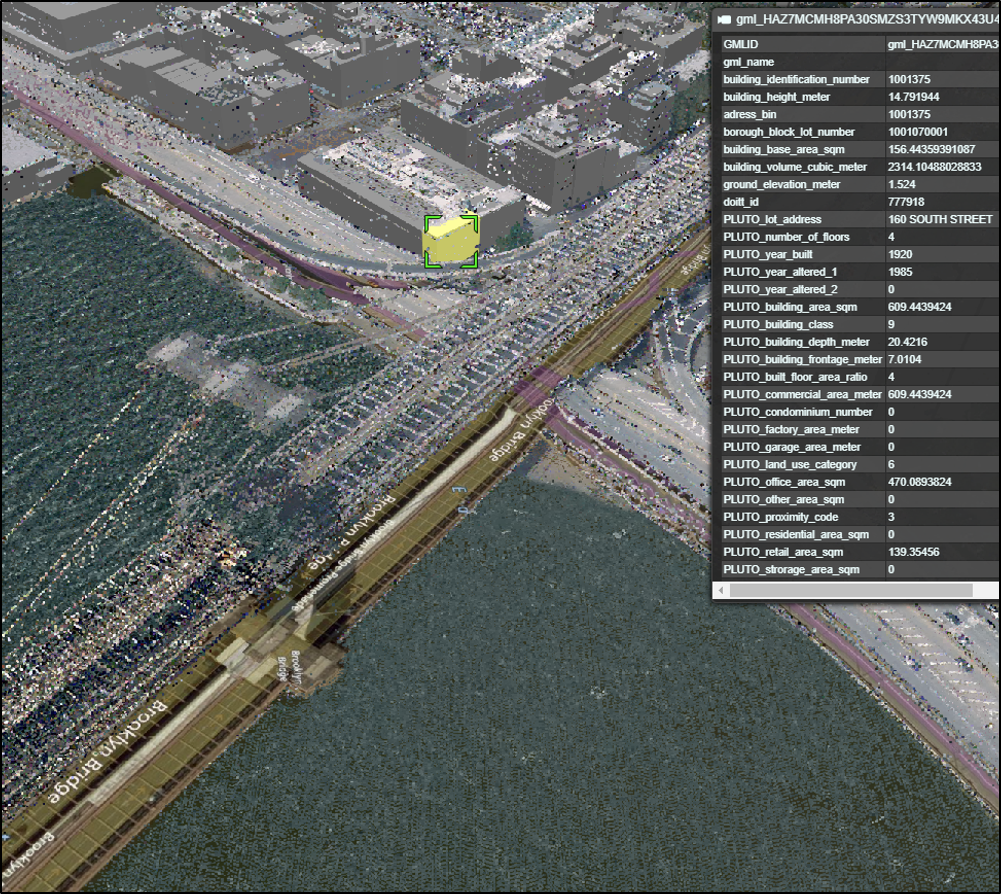 gml_HAZ7MCMH8PA30SMZS3TYW9MKX43U4
GMLID gml_HAZ7MCMH8PA3
gml_name
building_identification_number 1001375
building_height_meter 14.791944
adress_bin 1001375
borough_block_lot_number 1001070001
building_base_area_sqm 156.44359391087
building_volume_cubic_meter 2314.10488028833
ground_elevation_meter 1.524
doitt_id 777918
PLUTO_lot_address 160 SOUTH STREET
PLUTO_number_of_floors 4
PLUTO_year_built 1920
PLUTO_year_altered_1 1985
PLUTO_year_altered_2 0
PLUTO_building_area_sqm 609.4439424
PLUTO_building_class 9
PLUTO_building_depth_meter 20.4216
PLUTO_building_frontage_meter 7.0104
PLUTO_built_floor_area_ratio 4
PLUTO_commercial_area_meter 609.4439424
PLUTO_condominium_number 0
PLUTO_factory_area_meter 0
PLUTO_garage_area_meter 0
PLUTO_land_use_category 6
PLUTO_office_area_sqm 470.0893824
PLUTO_other_area_sqm 0
PLUTO_proximity_code 3
PLUTO_residential_area_sqm 0
PLUTO_retail_area_sqm 139.35456
PLUTO_strorage_area_sqm 0
ooklyn Bridge
Brooklyn
Bridge
Brooklyn Bridge
Brooklyn